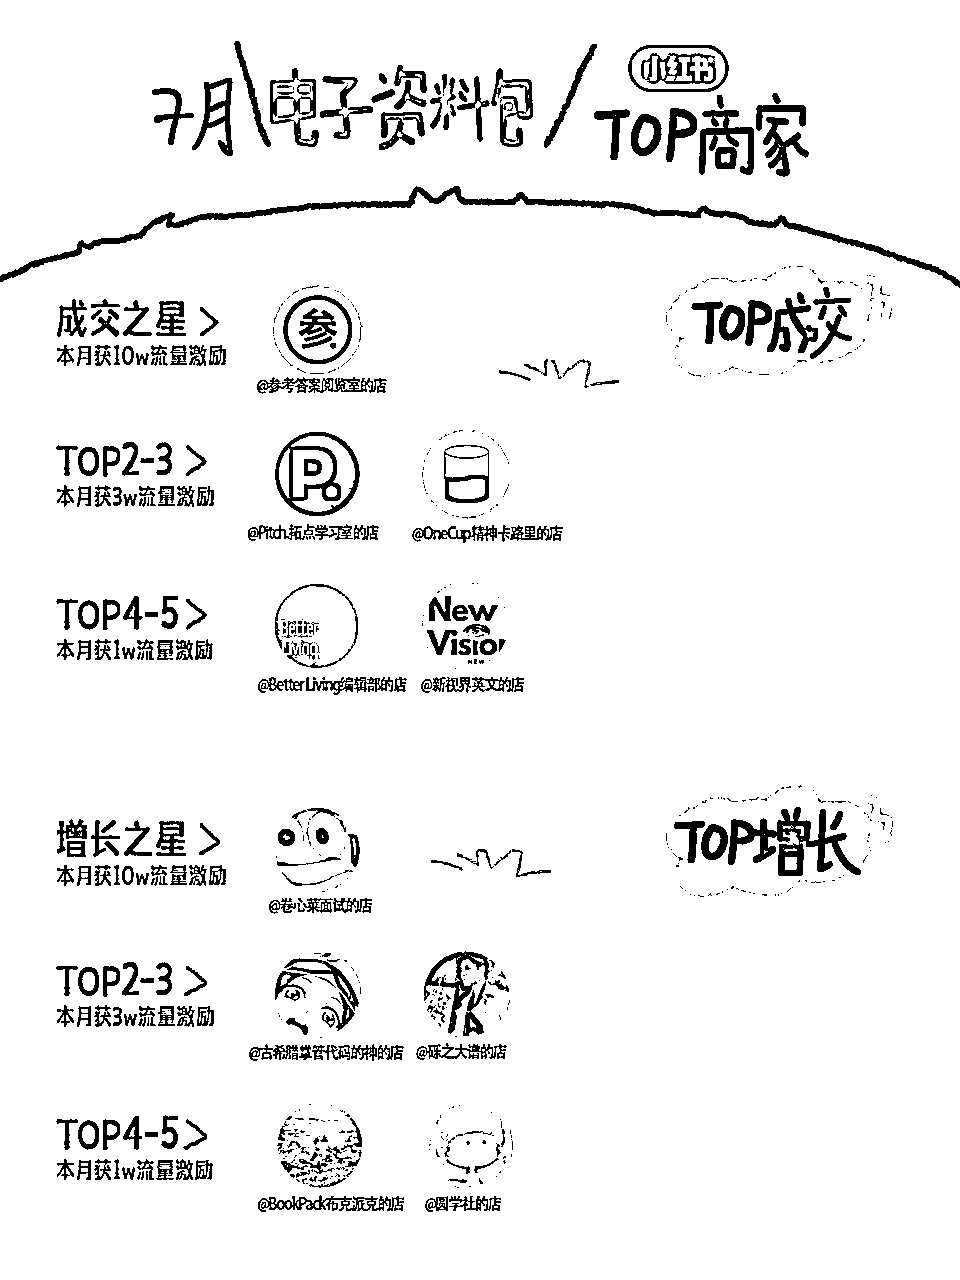 7月\电子资料包/
小红书
TOP商家
成交之星 >
本月获10w流量激励
参
@参考答案阅览室的店
TOP成交
TOP2-3 >
本月获3w流量激励
P.
@Pitch.拓点学习室的店
@OneCup精神卡路里的店
TOP4-5>
本月获1w流量激励
Better
Living
@Better Living编辑部的店
New
Vision
NEW
@新视界英文的店
增长之星 >
本月获10w流量激励
@卷心菜面试的店
TOP增长
TOP2-3 >
本月获3w流量激励
@古希腊掌管代码的神的店
@砾之大谱的店
TOP4-5>
本月获1w流量激励
@BookPack布克派克的店
@圆学社的店